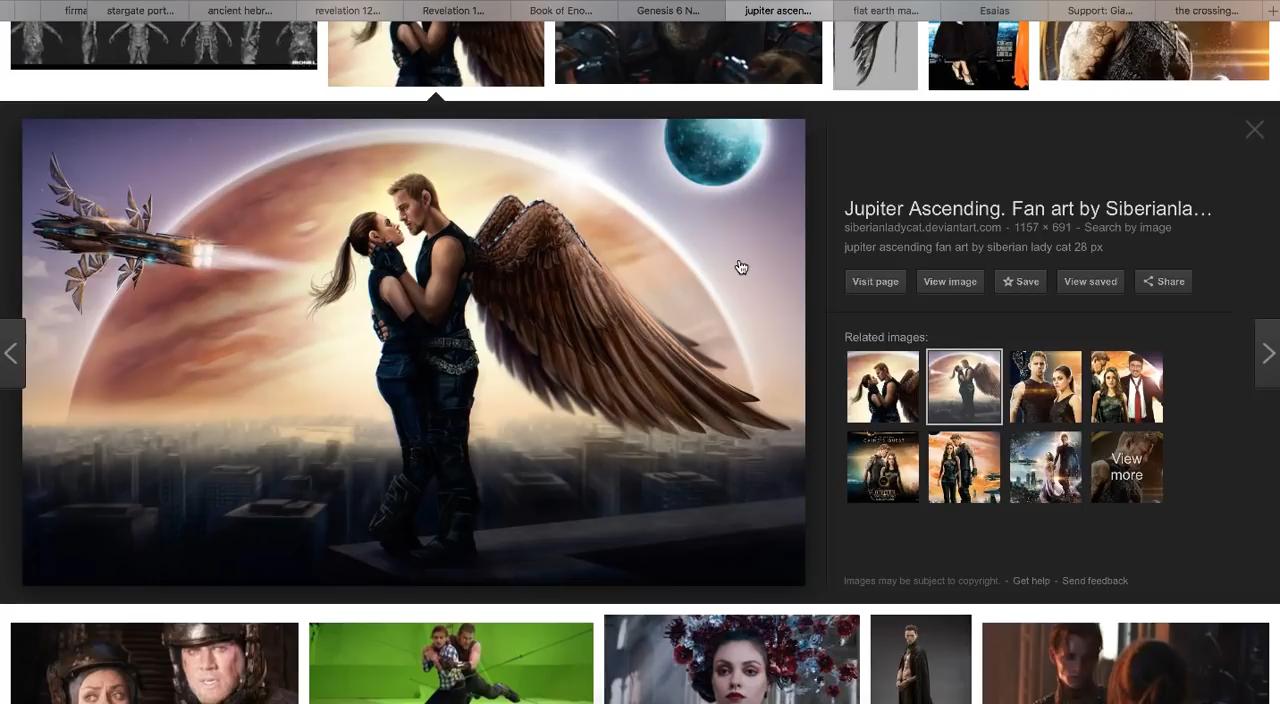 firma
stargate port...
ancient hebr...
revelation 12...
Revelation 1...
Book of Eno...
Genesis 6 N...
jupiter ascen...
flat earth ma...
Esaias
Support: Gia...
the crossing...
Jupiter Ascending. Fan art by Siberianla...
siberianladycat.deviantart.com - 1157 × 691 - Search by image
jupiter ascending fan art by siberian lady cat 28 px
Visit page
View image
Save
View saved
Share
Related images:
View
more
Images may be subject to copyright. - Get help - Send feedback